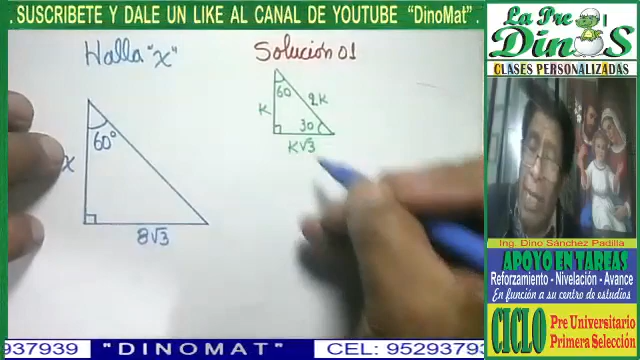 . SUSCRIBETE Y DALE UN LIKE AL CANAL DE YOUTUBE "DinoMat" .
La Pre
DinoS
CLASES PERSONALIZADAS
Halla "x"
Solución 01
60
K
2K
30
K√3
60°
x
8√3
Ing. Dino Sánchez Padilla
APOYO EN TAREAS
Reforzamiento - Nivelación - Avance
En función a su centro de estudios
CICLO
Pre Universitario
Primera Selección
937939 "DINOMAT" CEL: 95293793